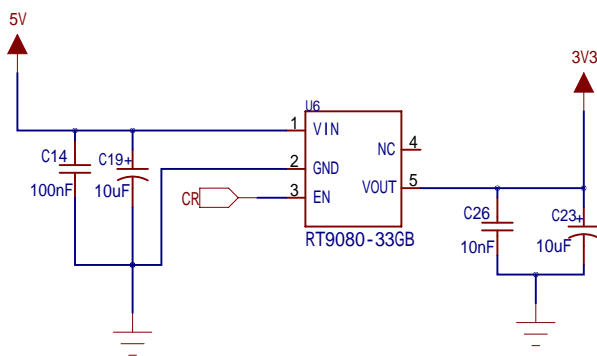 5V
3V3
U6
1
VIN
C14
C19+
NC
4
2
GND
100nF
10uF
CR
3
EN
VOUT
5
C26
C23+
RT9080-33GB
10nF
10uF